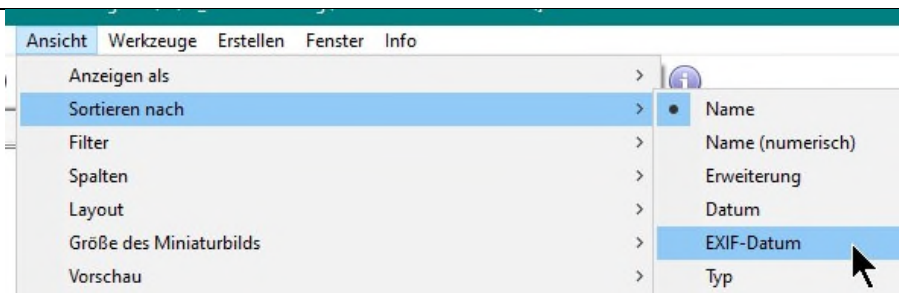 Ansicht Werkzeuge Erstellen Fenster Info
Anzeigen als
Sortieren nach
Filter
Spalten
Layout
Größe des Miniaturbilds
Vorschau
Name
Name (numerisch)
Erweiterung
Datum
EXIF-Datum
Typ